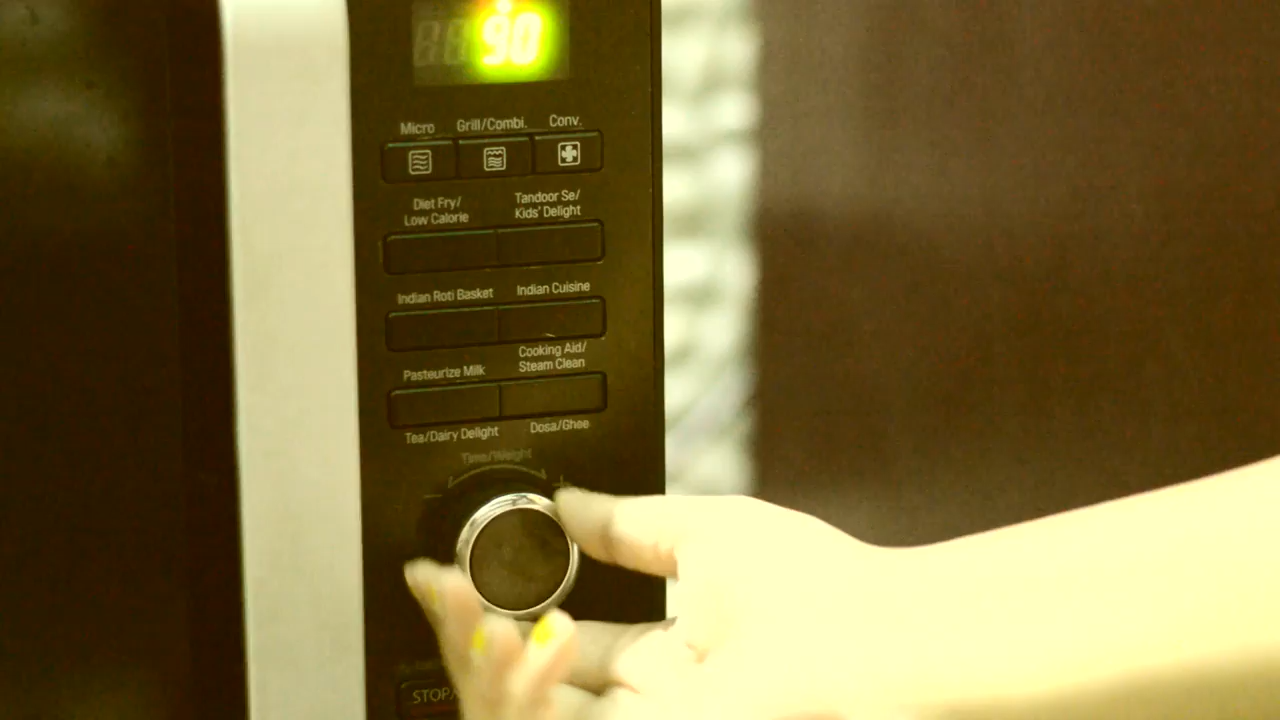 90
Micro Grill/Combi. Conv.
Diet Fry/
Low Calorie
Tandoor Se/
Kids' Delight
Indian Roti Basket Indian Cuisine
Pasteurize Milk
Cooking Aid/
Steam Clean
Tea/Dairy Delight Dosa/Ghee
Time/Weight
- +
STOP/